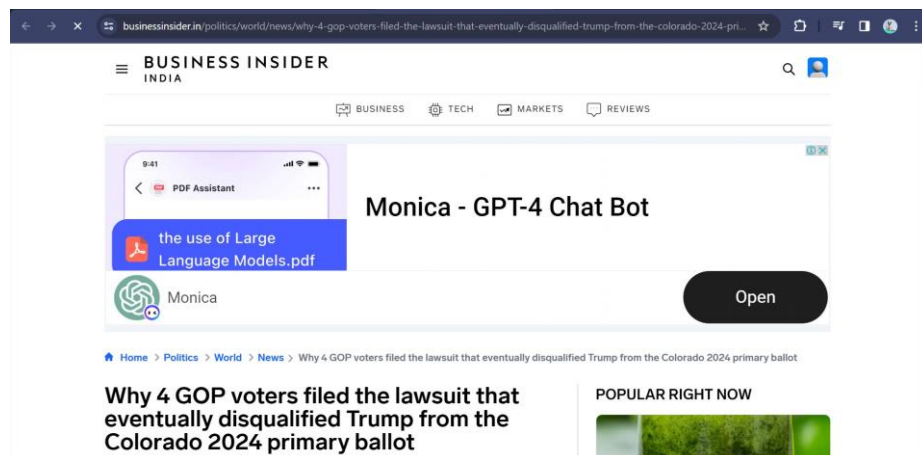 businessinsider.in/politics/world/news/why-4-gop-voters-filed-the-lawsuit-that-eventually-disqualified-trump-from-the-colorado-2024-pri...
BUSINESS INSIDER
INDIA
BUSINESS TECH MARKETS REVIEWS
9:41
PDF Assistant
the use of Large
Language Models.pdf
Monica - GPT-4 Chat Bot
Monica
Open
Home > Politics > World > News > Why 4 GOP voters filed the lawsuit that eventually disqualified Trump from the Colorado 2024 primary ballot
Why 4 GOP voters filed the lawsuit that
eventually disqualified Trump from the
Colorado 2024 primary ballot
POPULAR RIGHT NOW